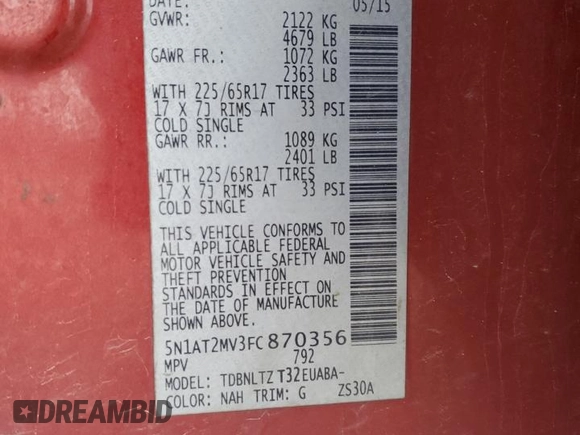 DATE: 05/15
GVWR: 2122 KG
4679 LB
GAWR FR.: 1072 KG
2363 LB
WITH 225/65R17 TIRES
17 X 7J RIMS AT 33 PSI
COLD SINGLE
GAWR RR.: 1089 KG
2401 LB
WITH 225/65R17 TIRES
17 X 7J RIMS AT 33 PSI
COLD SINGLE
THIS VEHICLE CONFORMS TO
ALL APPLICABLE FEDERAL
MOTOR VEHICLE SAFETY AND
THEFT PREVENTION
STANDARDS IN EFFECT ON
THE DATE OF MANUFACTURE
SHOWN ABOVE.
5N1AT2MV3FC870356
MPV 792
MODEL: TDBNLTZ T32EUABA-
COLOR: NAH TRIM: G ZS30A
DREAMBID.COM